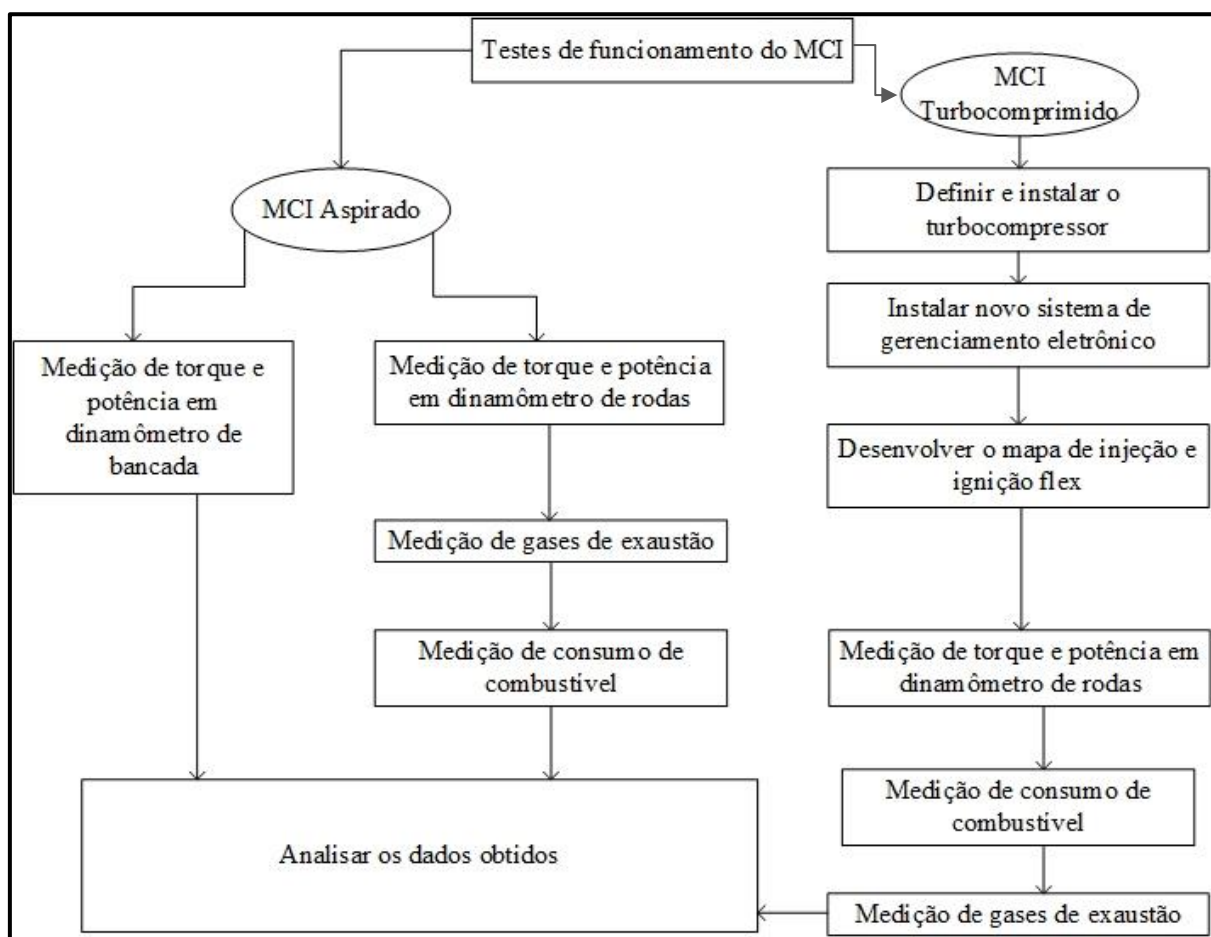 Testes de funcionamento do MCI
MCI
Turbocomprimido
MCI Aspirado
Definir e instalar o
turbocompressor
Instalar novo sistema de
gerenciamento eletrônico
Medição de torque e
potência em
dinamômetro de
bancada
Medição de torque e potência
em dinamômetro de rodas
Desenvolver o mapa de injeção e
ignição flex
Medição de gases de exaustão
Medição de consumo de
combustível
Medição de torque e potência em
dinamômetro de rodas
Medição de consumo de
combustível
Analisar os dados obtidos
Medição de gases de exaustão